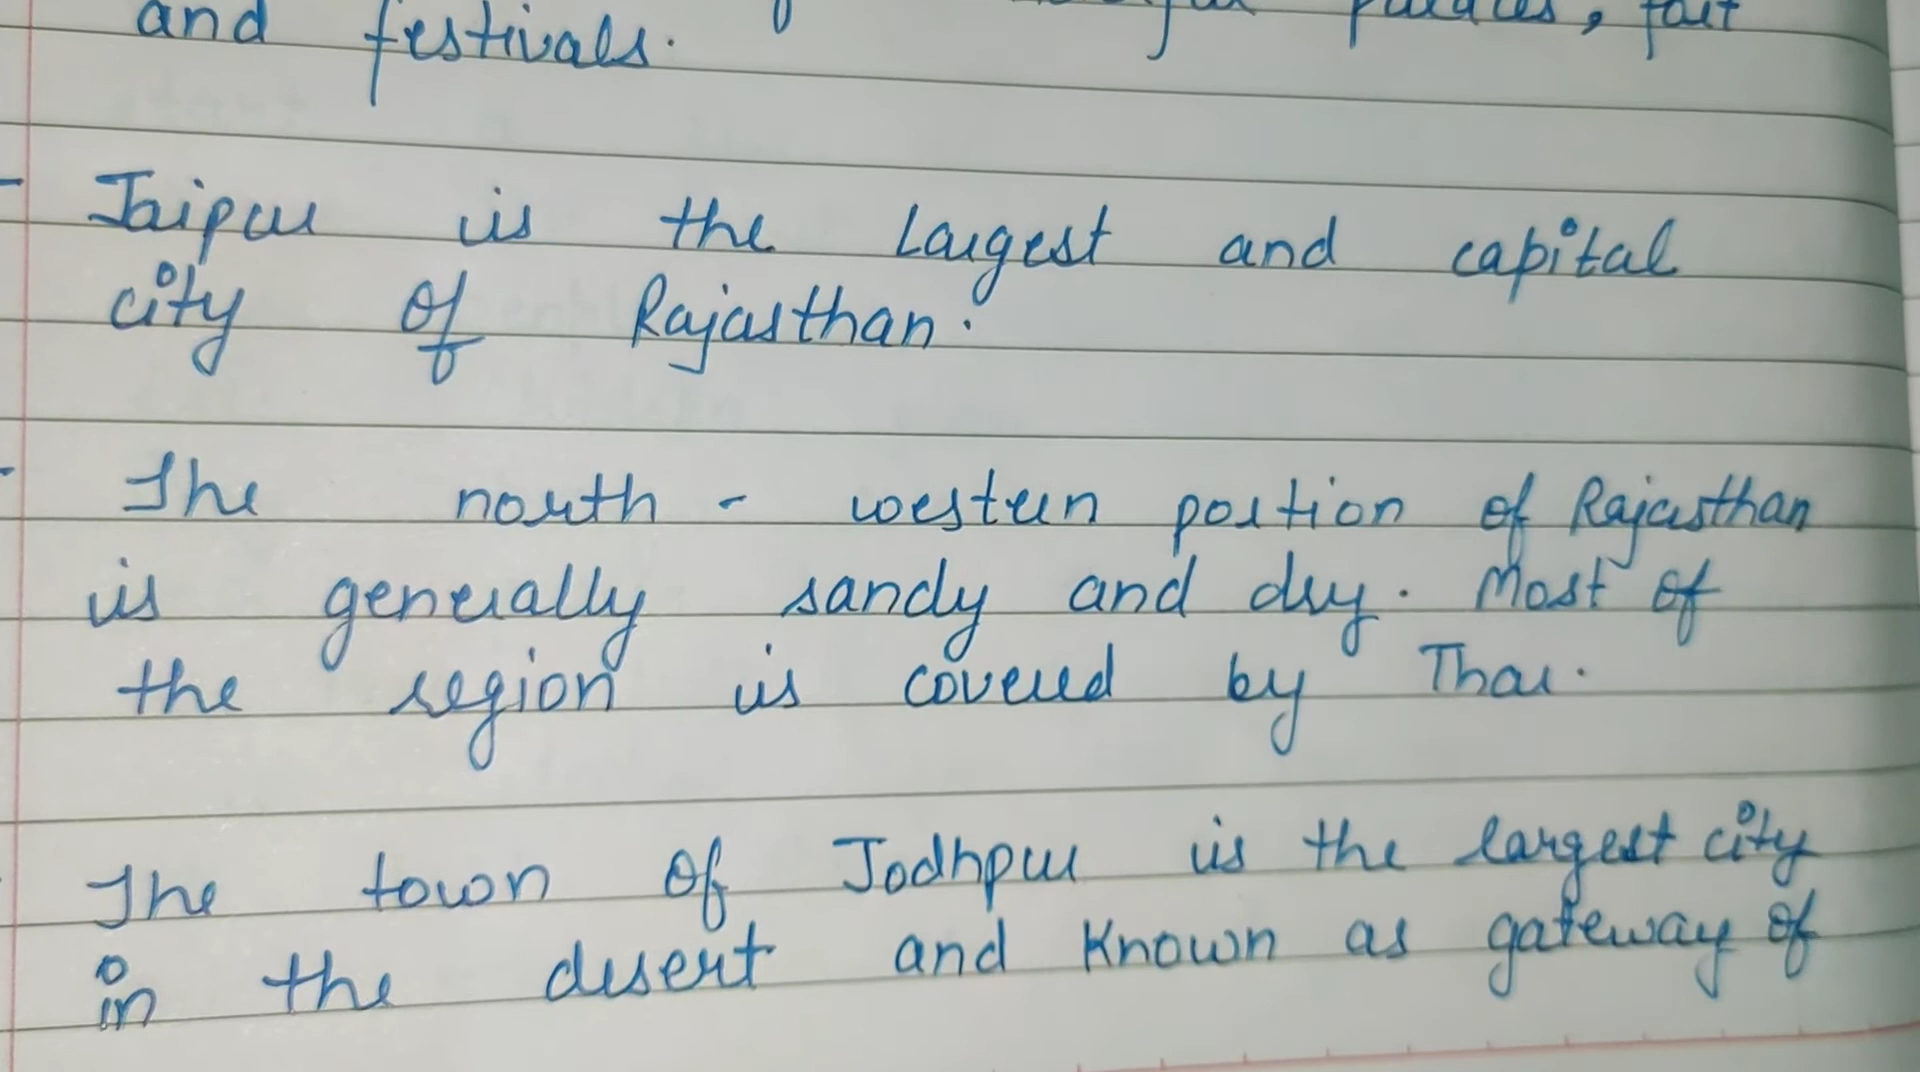 palaces, fort
and festivals.
- Jaipur is the Largest and capital
city of Rajasthan.
- The north - western portion of Rajasthan
is generally sandy and dry. Most of
the region is covered by Thar.
The town of Jodhpur is the largest city
in the desert and Known as gateway of